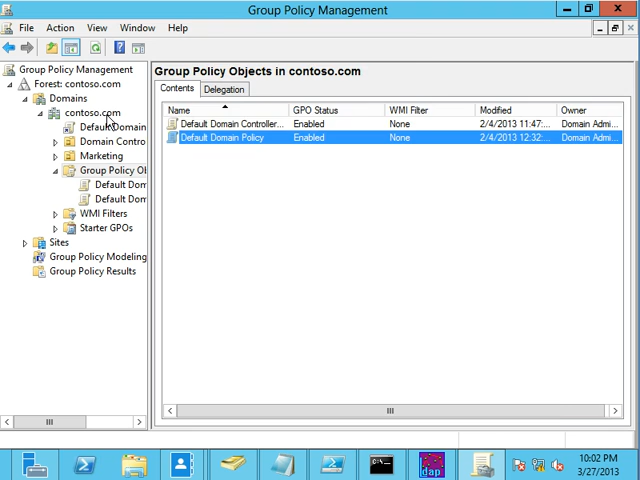 Group Policy Management
File Action View Window Help
Group Policy Management
Forest: contoso.com
Domains
contoso.com
Default Domain
Domain Contro
Marketing
Group Policy Ob
Default Dom
Default Dom
WMI Filters
Starter GPOs
Sites
Group Policy Modeling
Group Policy Results
Group Policy Objects in contoso.com
Contents Delegation
Name GPO Status WMI Filter Modified Owner
Default Domain Controller... Enabled None 2/4/2013 11:47:... Domain Admi...
Default Domain Policy Enabled None 2/4/2013 12:32:... Domain Admi...
dap
10:02 PM
3/27/2013